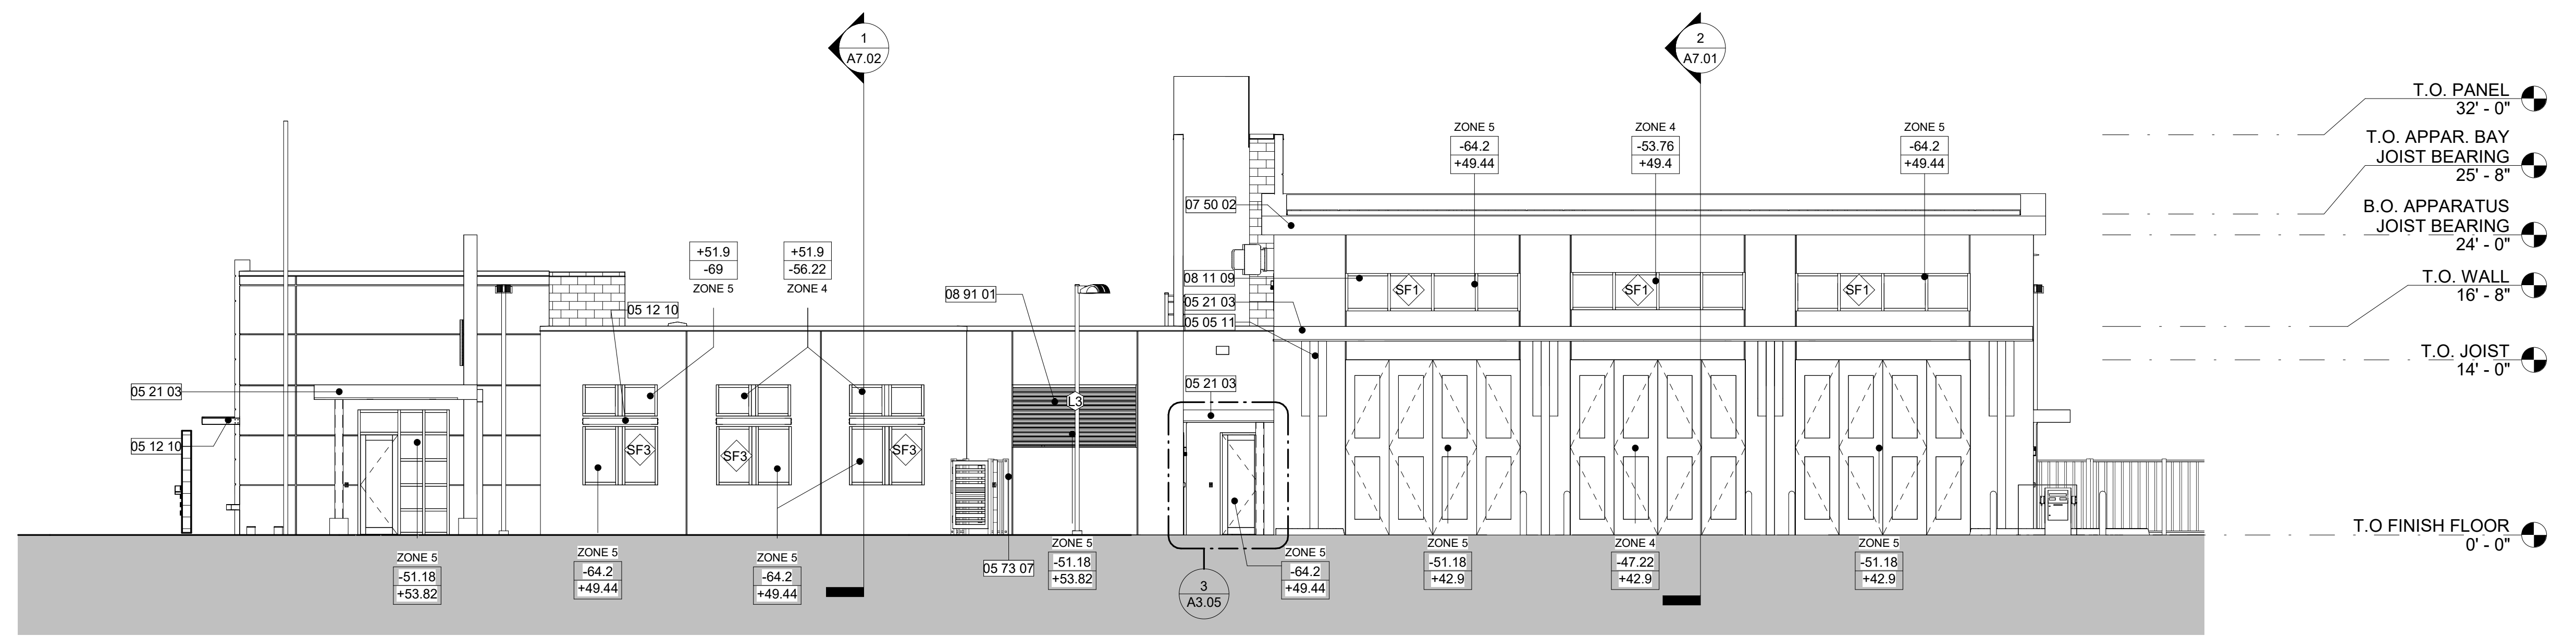 1
A7.02
2
A7.01
T.O. PANEL
32' - 0"
T.O. APPAR. BAY
JOIST BEARING
25' - 8"
B.O. APPARATUS
JOIST BEARING
24' - 0"
T.O. WALL
16' - 8"
T.O. JOIST
14' - 0"
T.O FINISH FLOOR
0' - 0"
ZONE 5
-64.2
+49.44
ZONE 4
-53.76
+49.4
ZONE 5
-64.2
+49.44
07 50 02
+51.9
-69
ZONE 5
+51.9
-56.22
ZONE 4
08 91 01
05 12 10
08 11 09
05 21 03
05 05 11
SF1
SF1
SF1
05 21 03
05 12 10
05 21 03
L3
SF3
SF3
SF3
ZONE 5
-51.18
+53.82
ZONE 5
-64.2
+49.44
ZONE 5
-64.2
+49.44
05 73 07
ZONE 5
-51.18
+53.82
3
A3.05
ZONE 5
-64.2
+49.44
ZONE 5
-51.18
+42.9
ZONE 4
-47.22
+42.9
ZONE 5
-51.18
+42.9